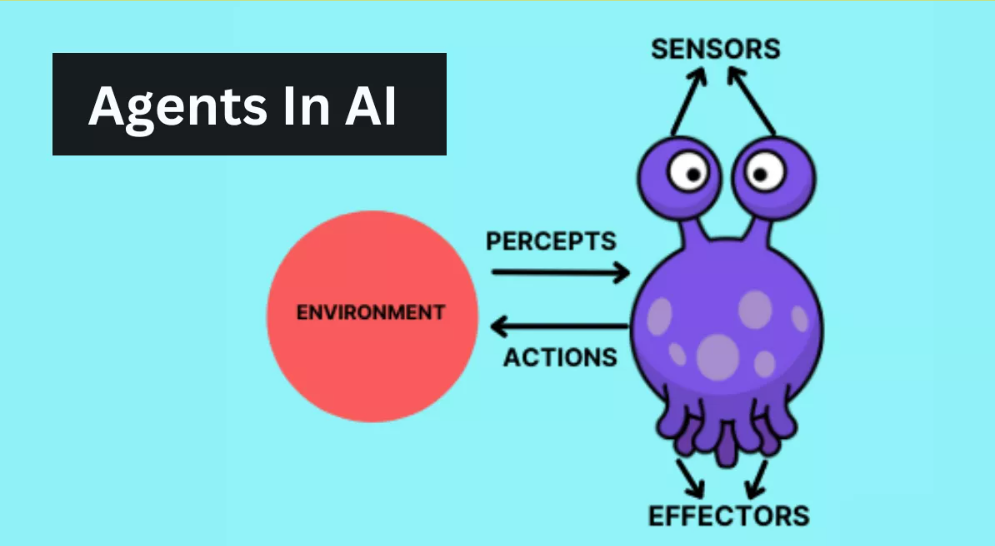 Agents In AI
SENSORS
PERCEPTS
ENVIRONMENT
ACTIONS
EFFECTORS